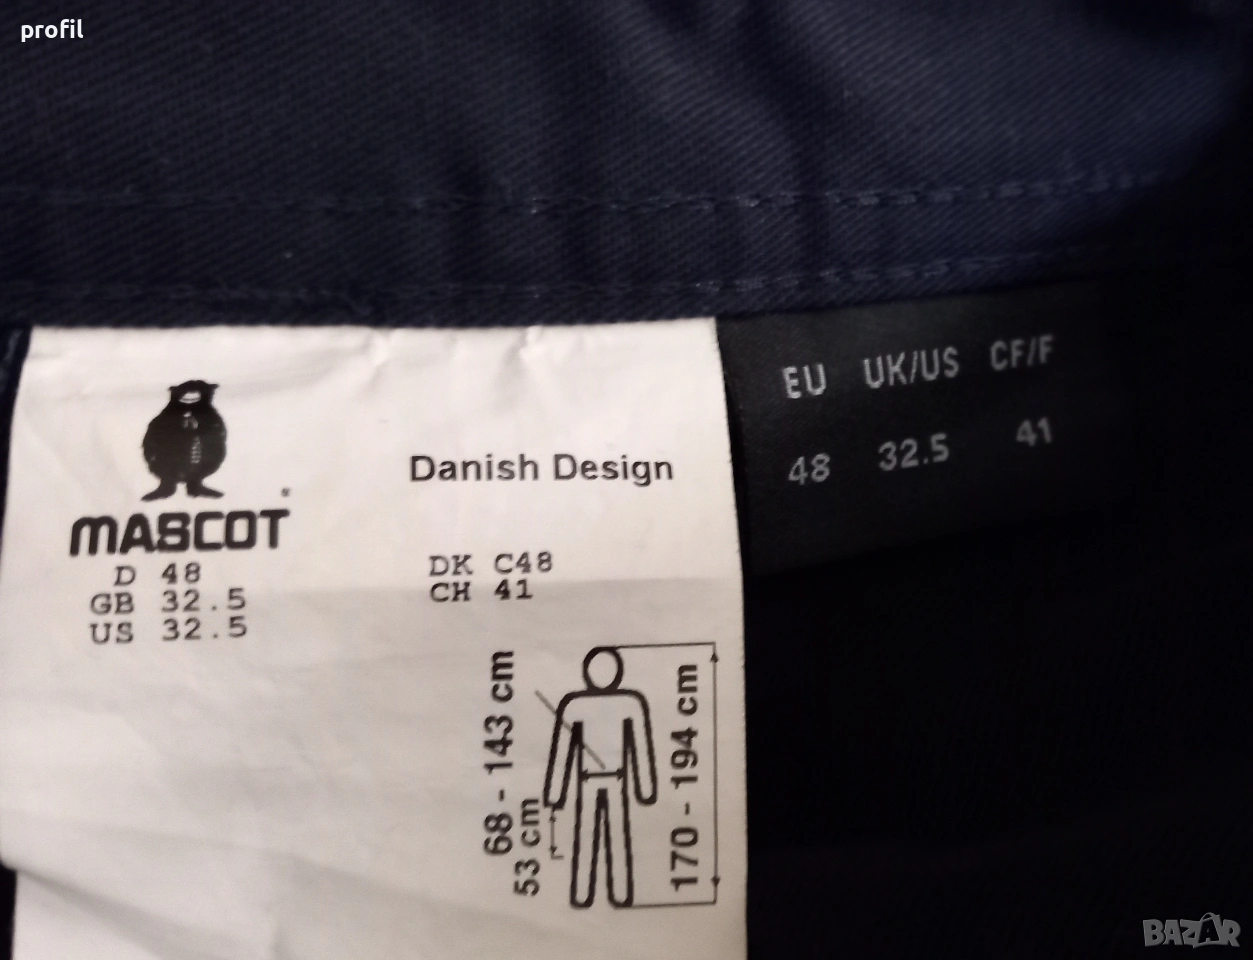 profil
MASCOT
Danish Design
D 48
GB 32.5
US 32.5
DK C48
CH 41
68 - 143 cm
53 cm
170 - 194 cm
EU UK/US CF/F
48 32.5 41
BAZAR